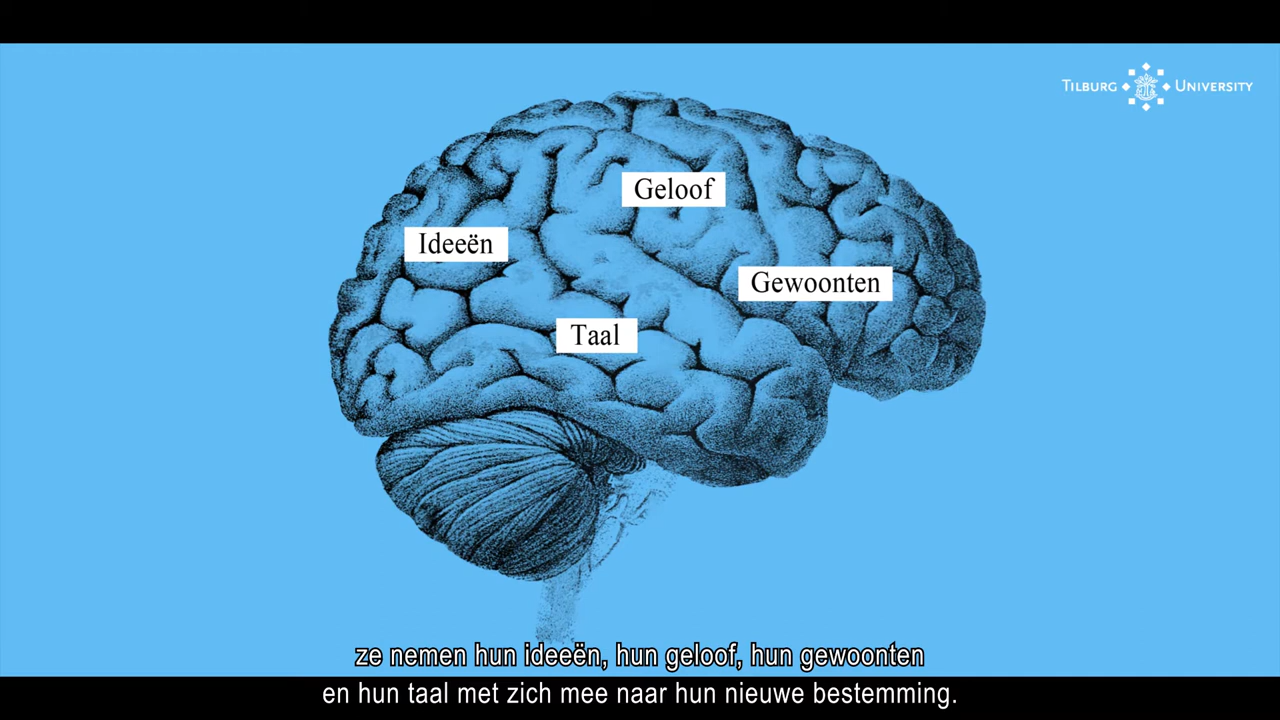 TILBURG UNIVERSITY
Geloof
Ideeën
Gewoonten
Taal
ze nemen hun ideeën, hun geloof, hun gewoonten
en hun taal met zich mee naar hun nieuwe bestemming.